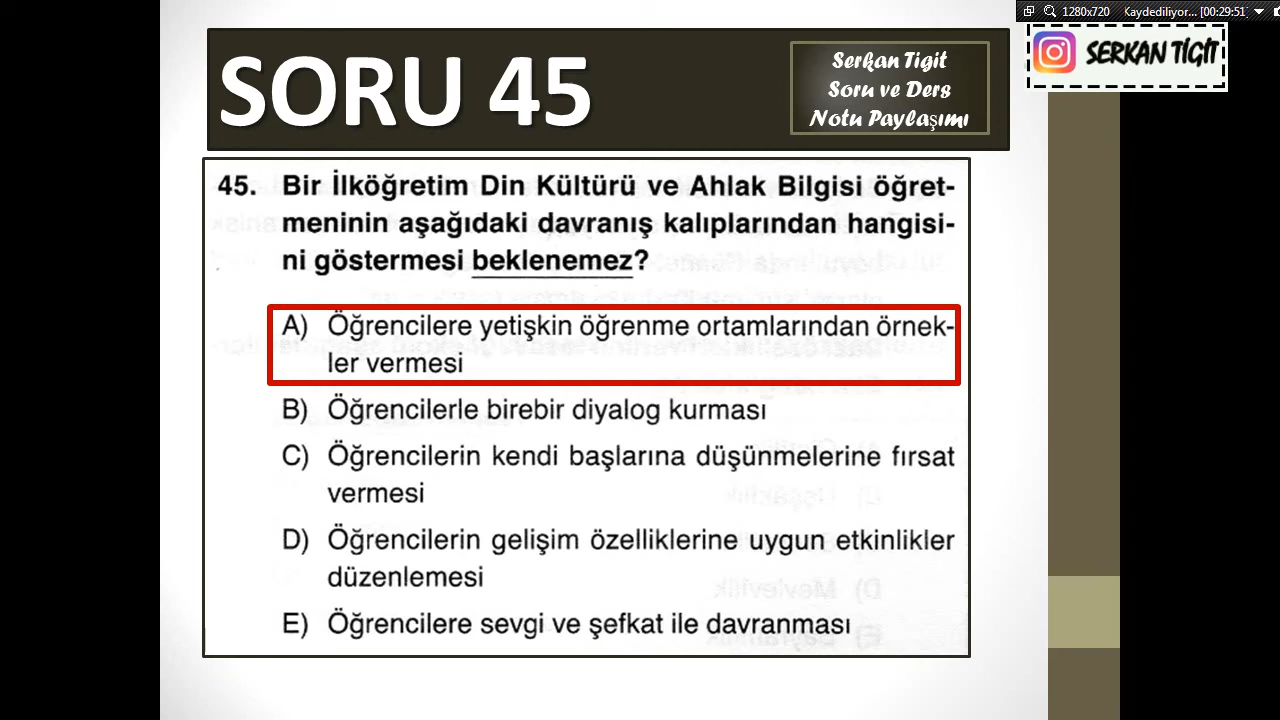 1280x720 Kaydediliyor... [00:29:51]
SERKAN TİGİT
SORU 45
Serkan Tigit
Soru ve Ders
Notu Paylaşımı
45. Bir İlköğretim Din Kültürü ve Ahlak Bilgisi öğret-
meninin aşağıdaki davranış kalıplarından hangisi-
ni göstermesi beklenemez?
A) Öğrencilere yetişkin öğrenme ortamlarından örnek-
ler vermesi
B) Öğrencilerle birebir diyalog kurması
C) Öğrencilerin kendi başlarına düşünmelerine fırsat
vermesi
D) Öğrencilerin gelişim özelliklerine uygun etkinlikler
düzenlemesi
E) Öğrencilere sevgi ve şefkat ile davranması